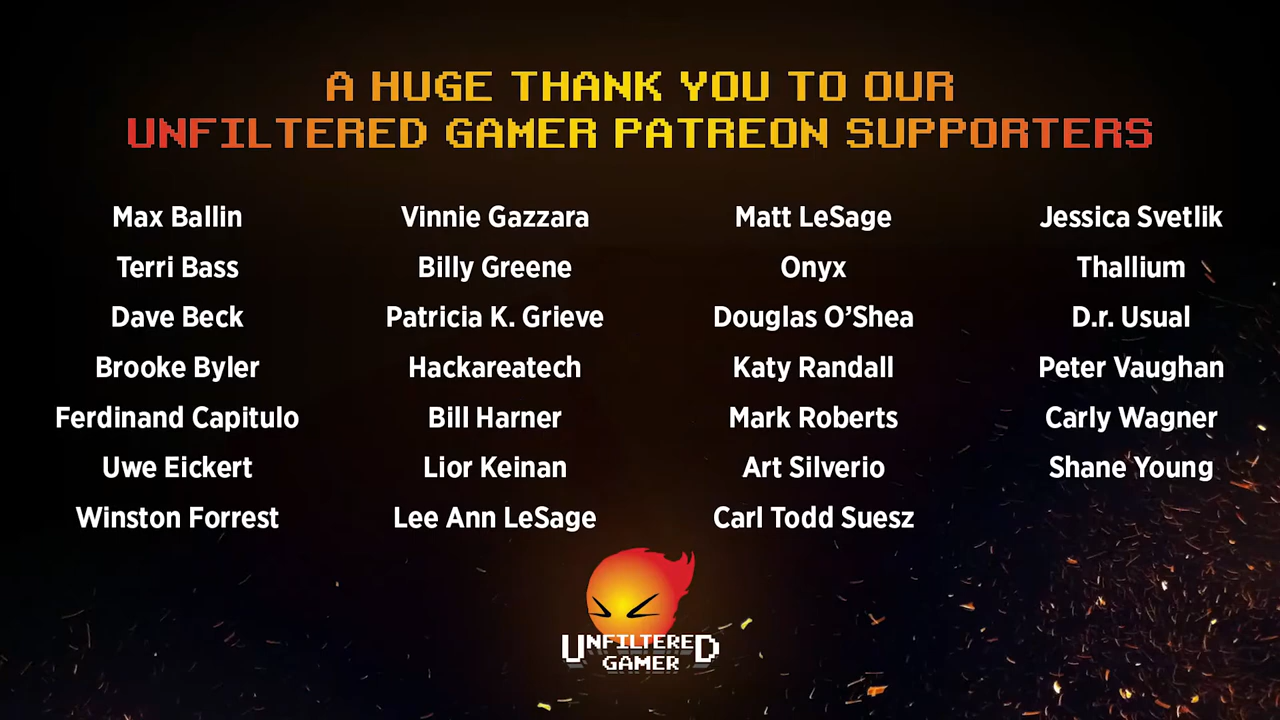 A HUGE THANK YOU TO OUR
UNFILTERED GAMER PATREON SUPPORTERS
Max Ballin
Terri Bass
Dave Beck
Brooke Byler
Ferdinand Capitulo
Uwe Eickert
Winston Forrest
Vinnie Gazzara
Billy Greene
Patricia K. Grieve
Hackareatech
Bill Harner
Lior Keinan
Lee Ann LeSage
Matt LeSage
Onyx
Douglas O’Shea
Katy Randall
Mark Roberts
Art Silverio
Carl Todd Suesz
Jessica Svetlik
Thallium
D.r. Usual
Peter Vaughan
Carly Wagner
Shane Young
UNFILTERED
GAMER